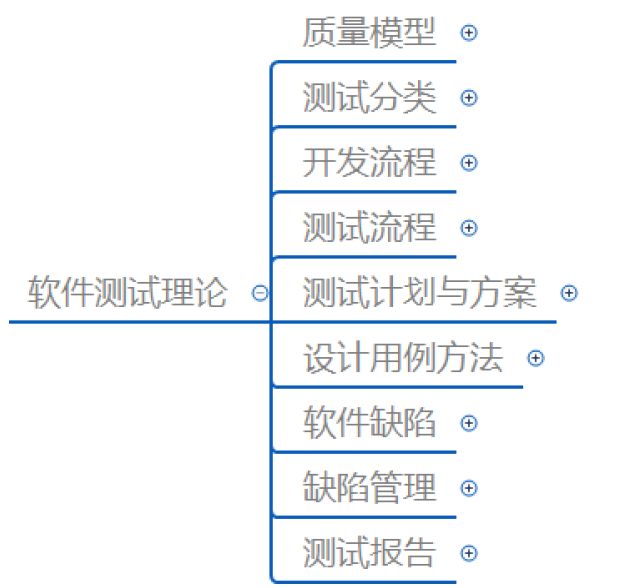 质量模型
测试分类
开发流程
测试流程
软件测试理论
测试计划与方案
设计用例方法
软件缺陷
缺陷管理
测试报告